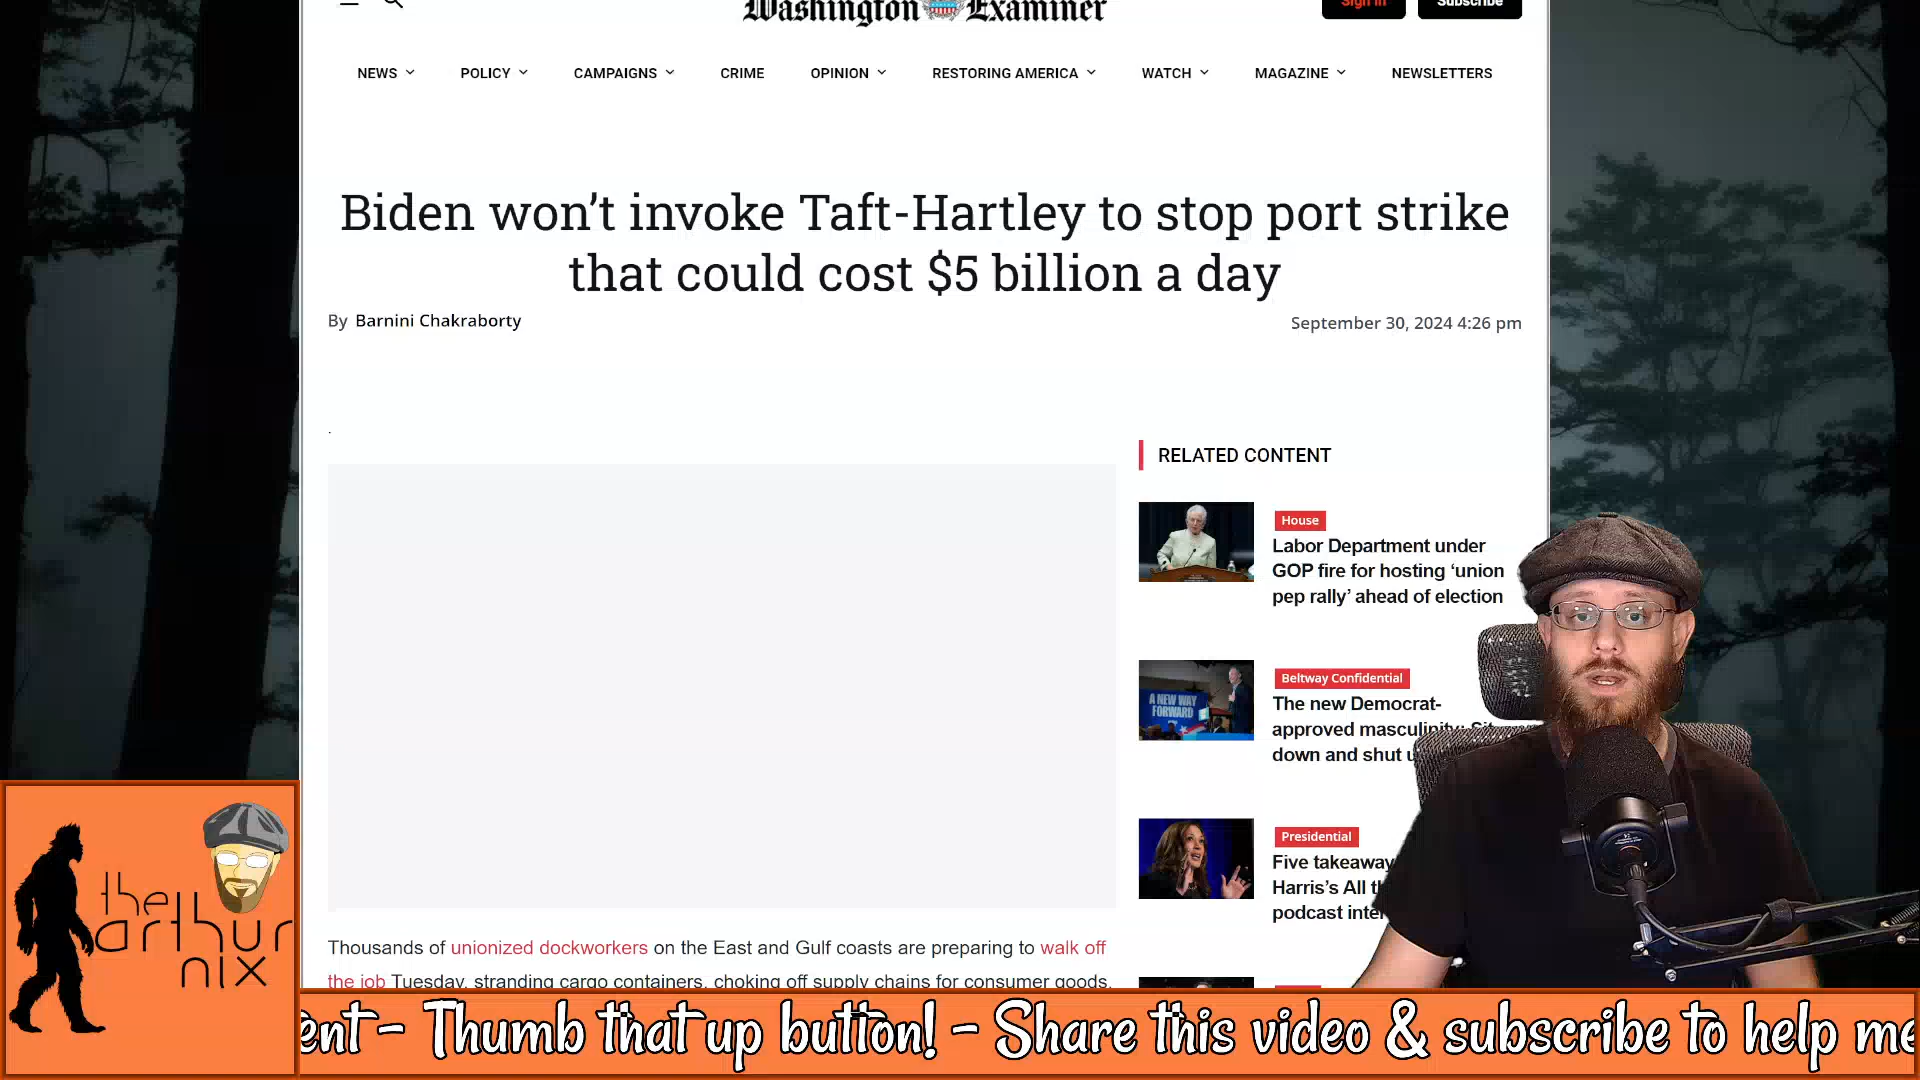 Washington Examiner
Sign In
Subscribe
NEWS
POLICY
CAMPAIGNS
CRIME
OPINION
RESTORING AMERICA
WATCH
MAGAZINE
NEWSLETTERS
Biden won’t invoke Taft-Hartley to stop port strike
that could cost $5 billion a day
By Barnini Chakraborty
September 30, 2024 4:26 pm
RELATED CONTENT
House
Labor Department under
GOP fire for hosting ‘union
pep rally’ ahead of election
Beltway Confidential
The new Democrat-
approved masculinity: Sit
down and shut
A NEW WAY
FORWARD
Presidential
Five takeaway
Harris’s All
podcast
Thousands of unionized dockworkers on the East and Gulf coasts are preparing to walk off
the job Tuesday, stranding cargo containers, choking off supply chains for consumer goods,
the
arthur
nix
ent - Thumb that up button! - Share this video & subscribe to help me